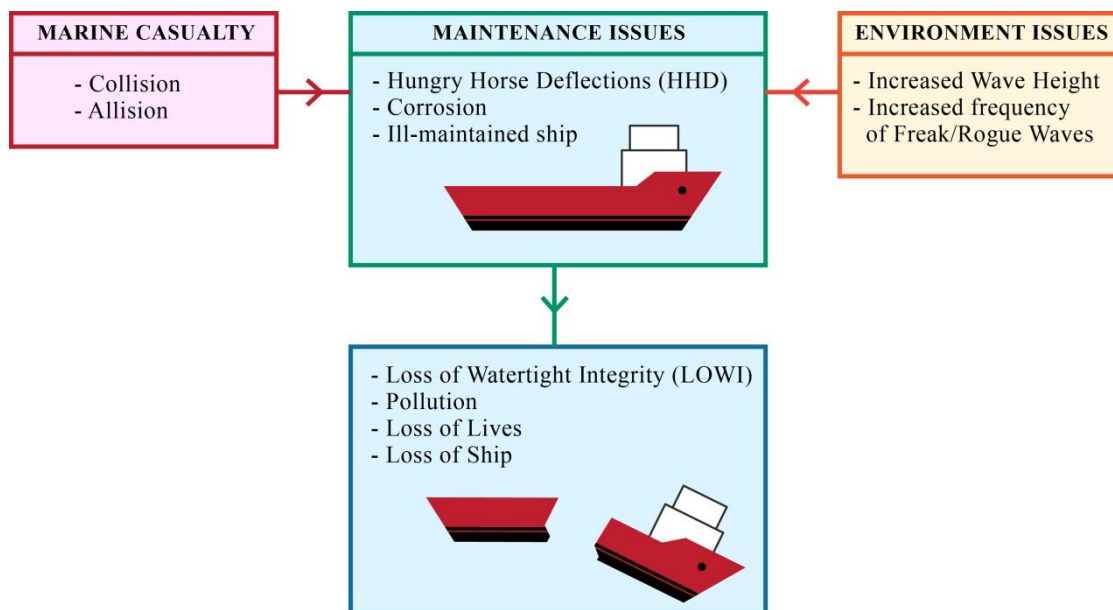 MARINE CASUALTY
- Collision
- Allision
MAINTENANCE ISSUES
- Hungry Horse Deflections (HHD)
- Corrosion
- Ill-maintained ship
ENVIRONMENT ISSUES
- Increased Wave Height
- Increased frequency
of Freak/Rogue Waves
- Loss of Watertight Integrity (LOWI)
- Pollution
- Loss of Lives
- Loss of Ship